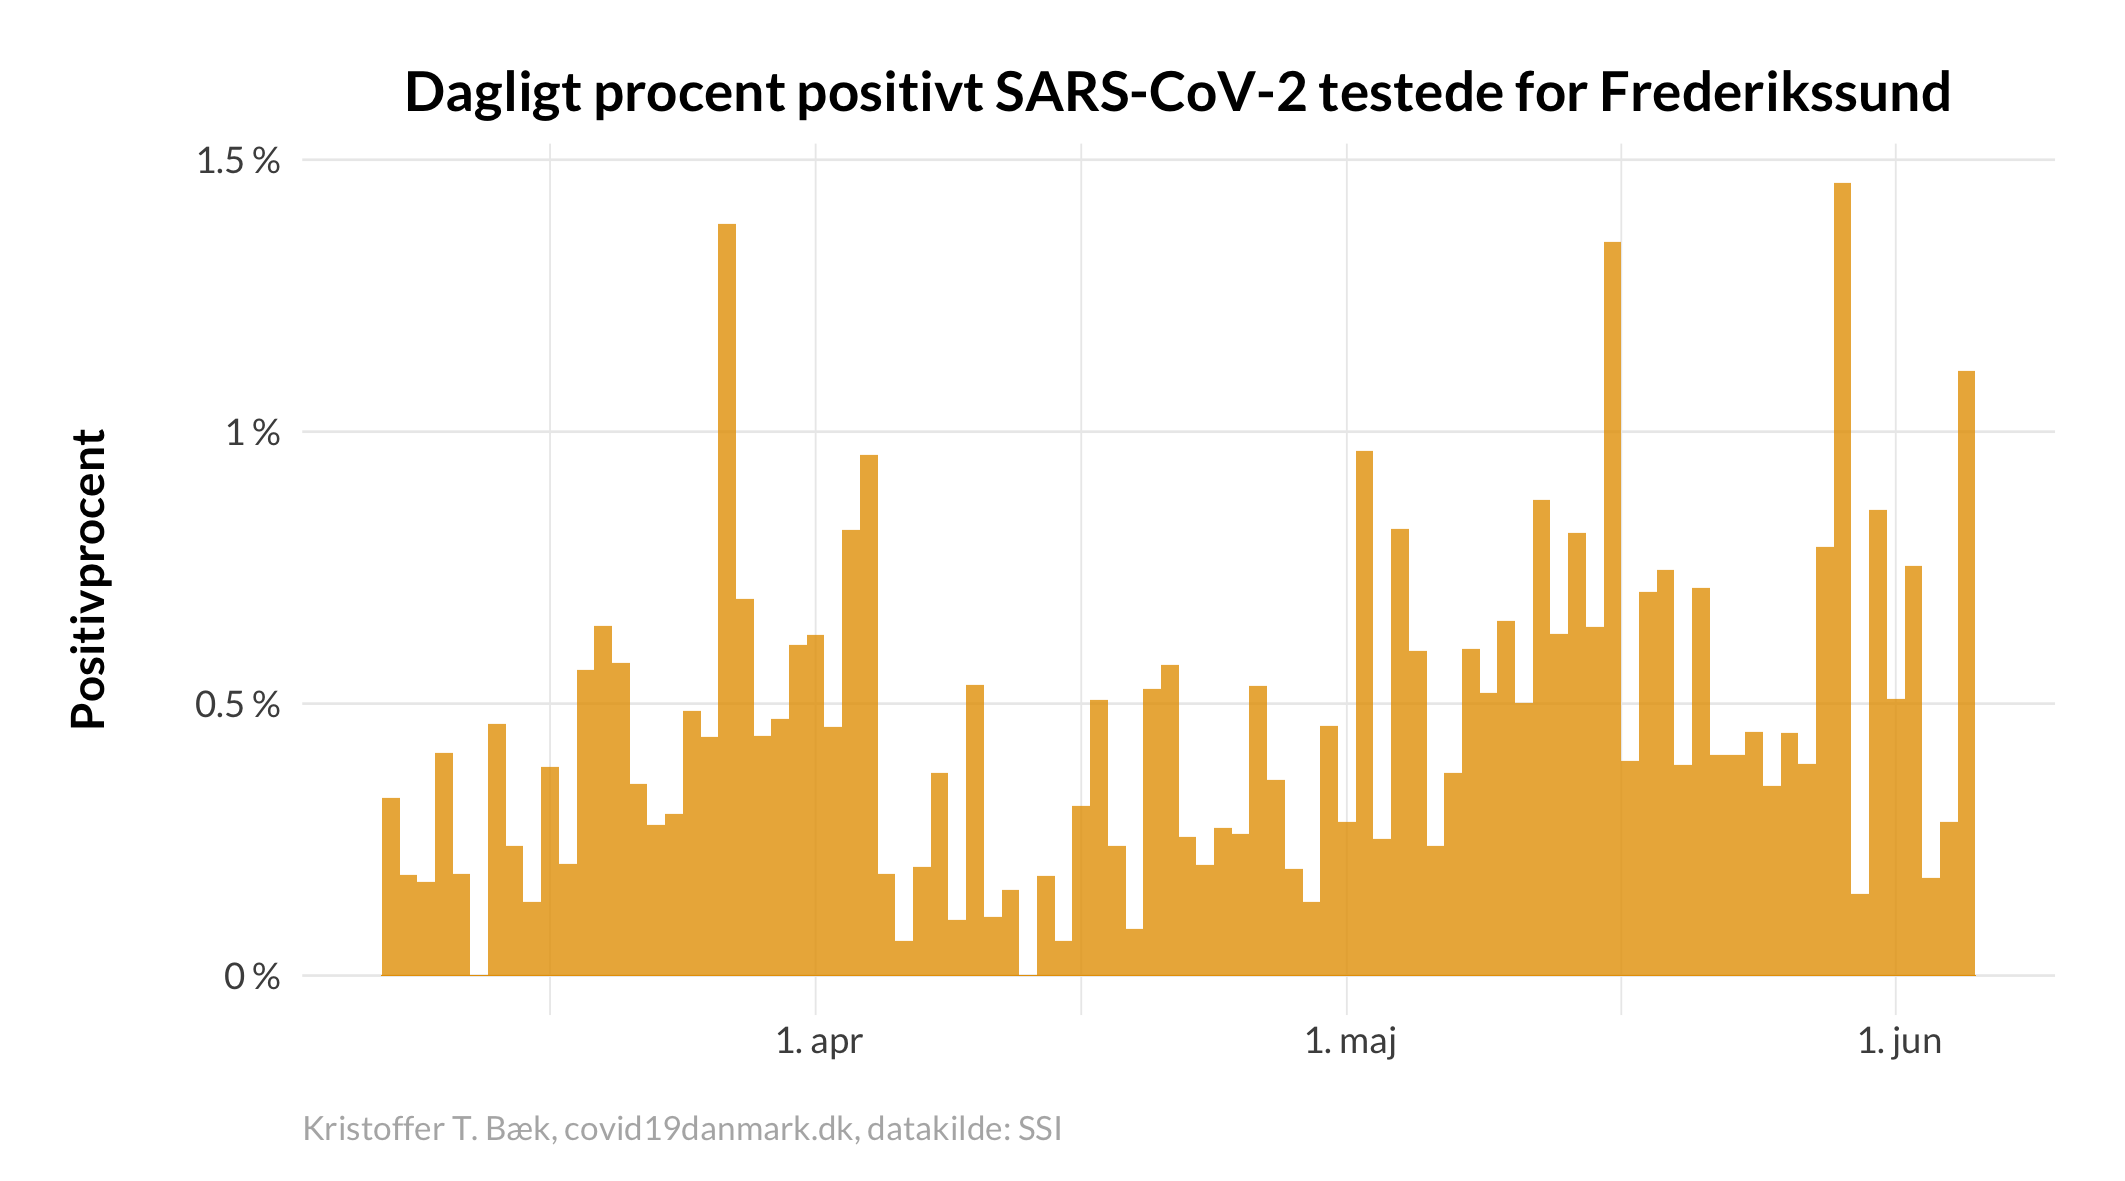 Dagligt procent positivt SARS-CoV-2 testede for Frederikssund
Positivprocent
1.5 %
1 %
0.5 %
0 %
1. apr
1. maj
1. jun
Kristoffer T. Bæk, covid19danmark.dk, datakilde: SSI